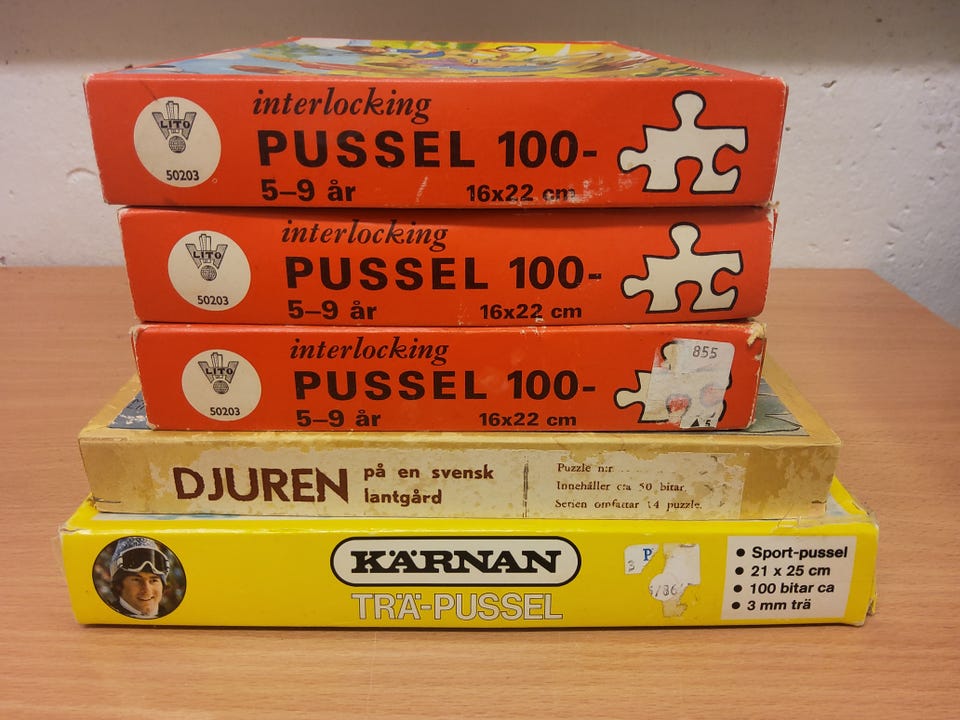 LITO
50203
interlocking
PUSSEL 100-
5–9 år 16x22 cm
LITO
50203
interlocking
PUSSEL 100-
5–9 år 16x22 cm
LITO
50203
interlocking
PUSSEL 100-
5–9 år 16x22 cm
855
DJUREN på en svensk
lantgård
Puzzle n:r
Innehåller c:a 50 bitar
Serien omfattar 14 puzzle.
KÄRNAN
TRÄ-PUSSEL
P
3
/86
• Sport-pussel
• 21 x 25 cm
• 100 bitar ca
• 3 mm trä